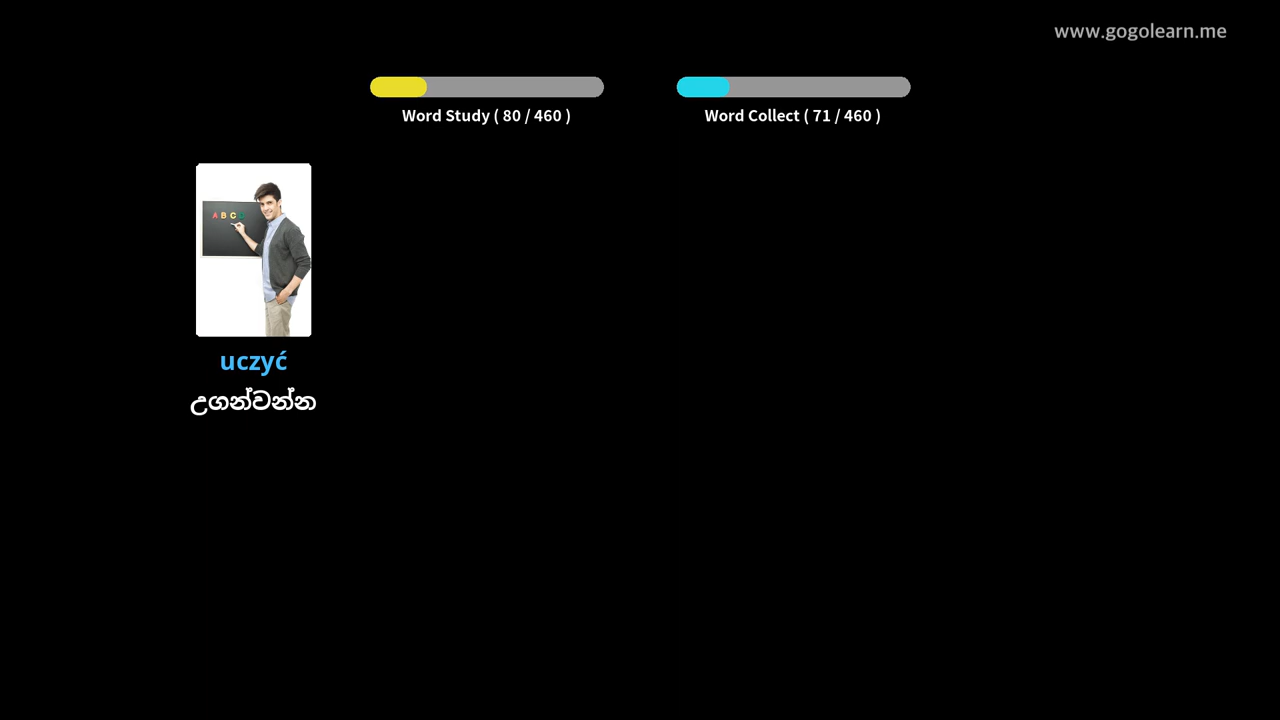 www.gogolearn.me
Word Study ( 80 / 460 )
Word Collect ( 71 / 460 )
A B C D
uczyć
උගන්වන්න